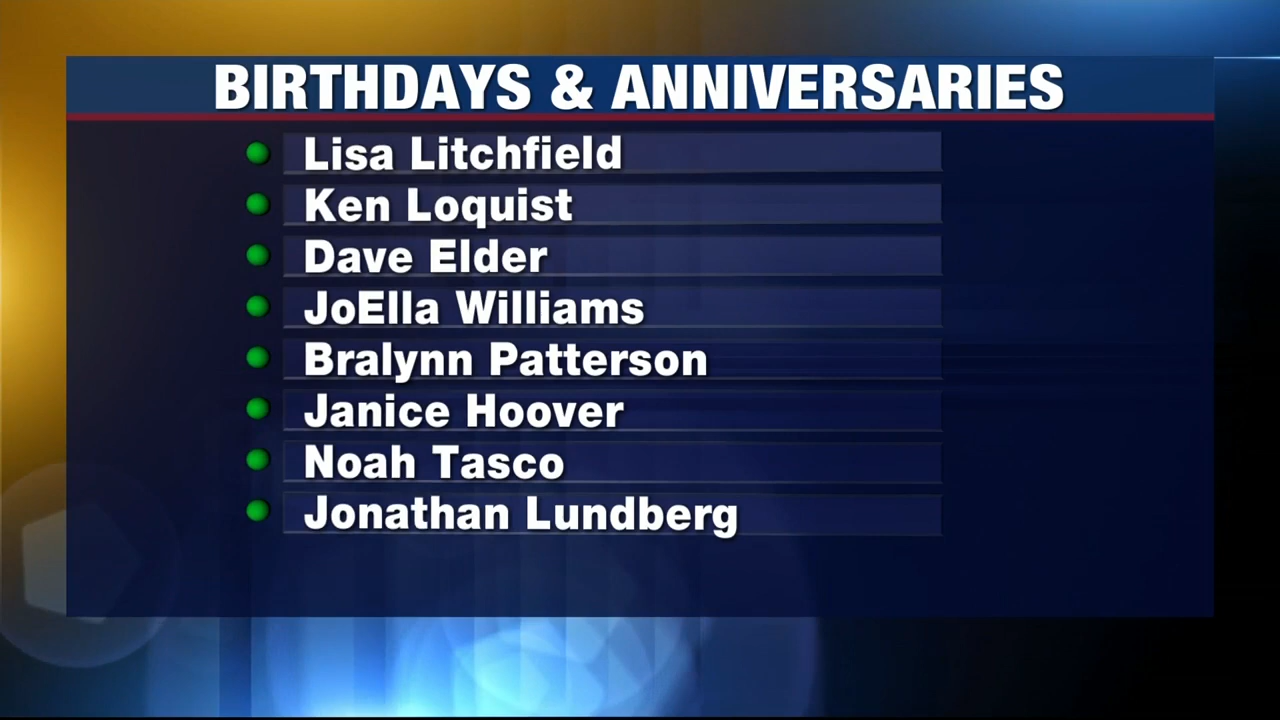 BIRTHDAYS & ANNIVERSARIES
Lisa Litchfield
Ken Loquist
Dave Elder
JoElla Williams
Bralynn Patterson
Janice Hoover
Noah Tasco
Jonathan Lundberg